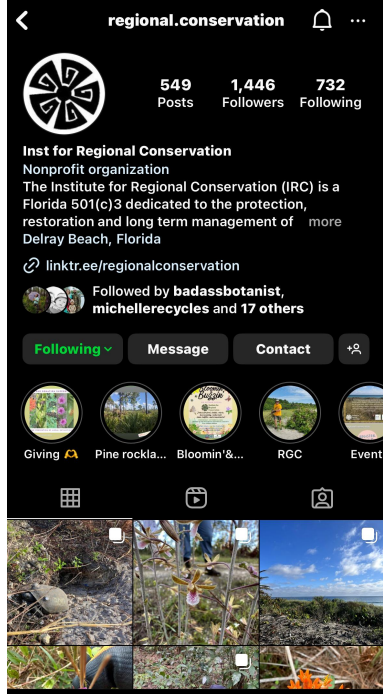 regional.conservation
549 1,446 732
Posts Followers Following
Inst for Regional Conservation
Nonprofit organization
The Institute for Regional Conservation (IRC) is a
Florida 501(c)3 dedicated to the protection,
restoration and long term management of more
Delray Beach, Florida
linktr.ee/regionalconservation
Followed by badassbotanist,
michellerecycles and 17 others
Following Message Contact
Bloomin'
Buzzin'
Giving 🫶 Pine rockla... Bloomin'&... RGC Event